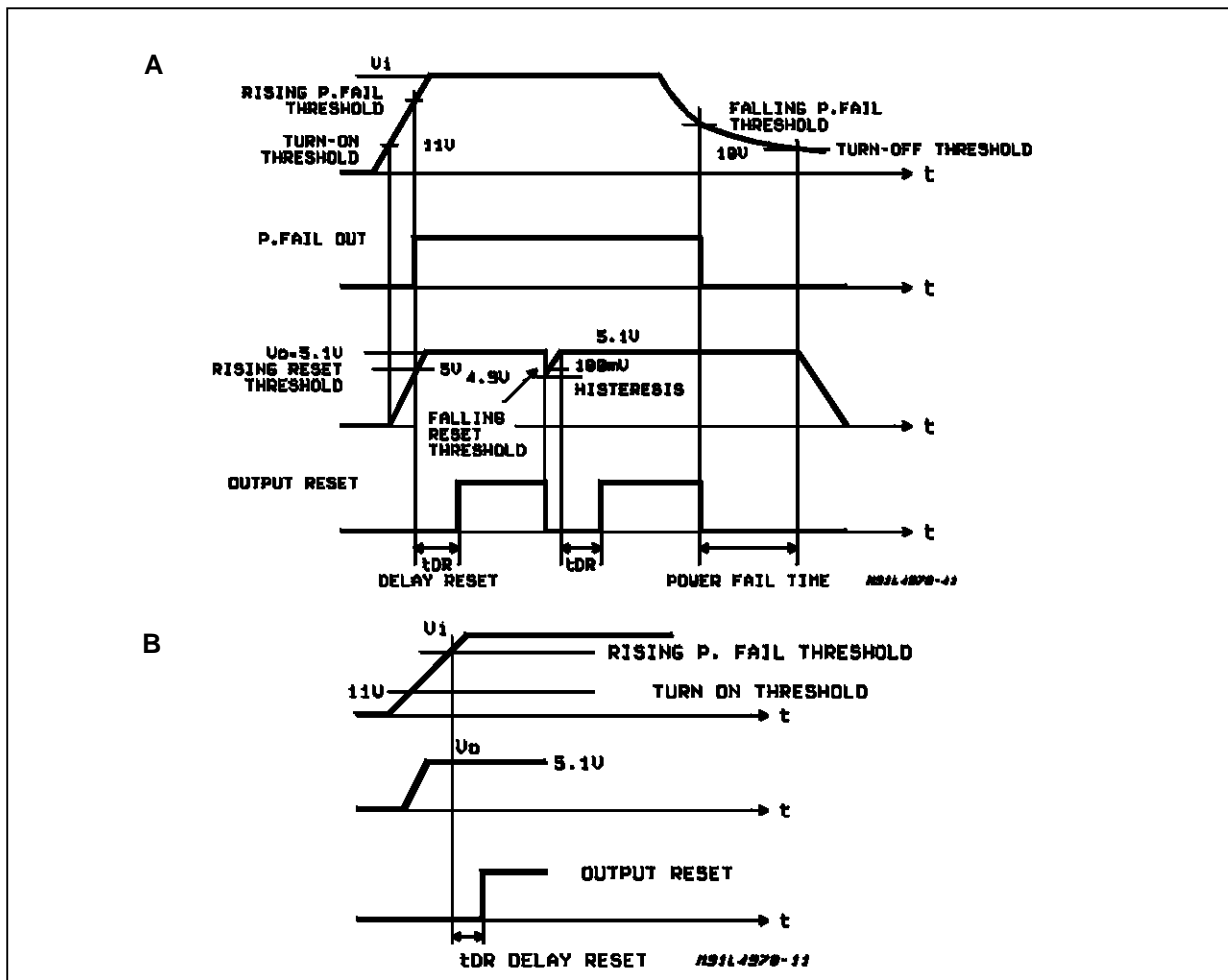 A
Vi
RISING P.FAIL
THRESHOLD
TURN-ON
THRESHOLD
11V
FALLING P.FAIL
THRESHOLD
10V
TURN-OFF THRESHOLD
t
P.FAIL OUT
t
5.1V
Vo=5.1V
RISING RESET
THRESHOLD
5V
4.9V
100mV
HISTERESIS
FALLING
RESET
THRESHOLD
t
OUTPUT RESET
t
tDR
DELAY RESET
tDR
POWER FAIL TIME
B
Vi
RISING P. FAIL THRESHOLD
11V
TURN ON THRESHOLD
t
Vo
5.1V
t
OUTPUT RESET
t
tDR DELAY RESET